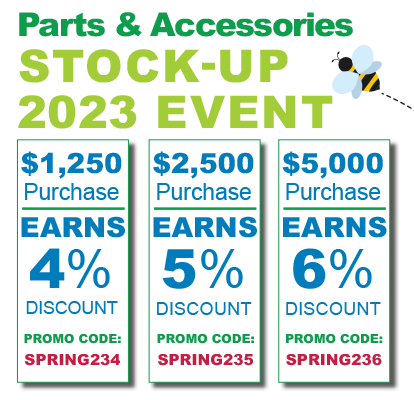 Parts & Accessories
STOCK-UP
2023 EVENT
$1,250
Purchase
EARNS
4%
DISCOUNT
PROMO CODE:
SPRING234
$2,500
Purchase
EARNS
5%
DISCOUNT
PROMO CODE:
SPRING235
$5,000
Purchase
EARNS
6%
DISCOUNT
PROMO CODE:
SPRING236